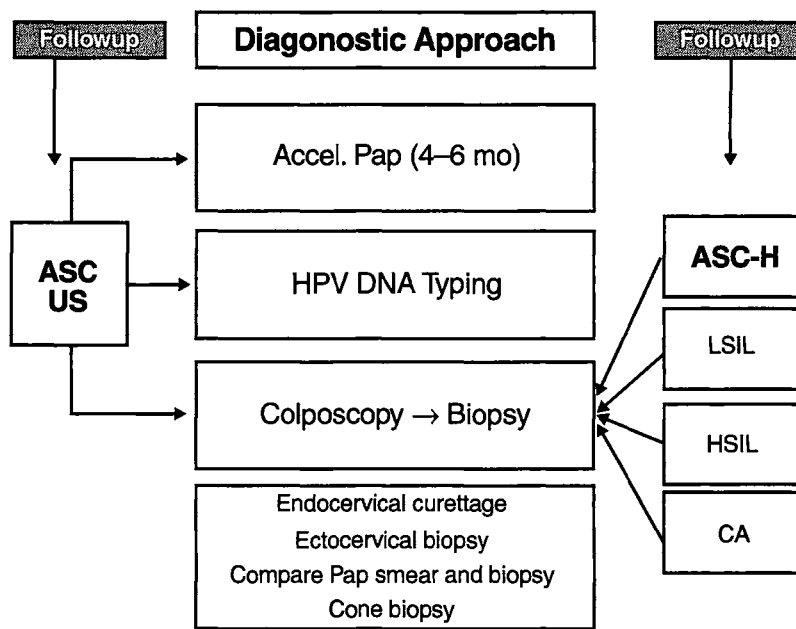 Followup
Diagonostic Approach
Followup
Accel. Pap (4–6 mo)
ASC
US
HPV DNA Typing
ASC-H
LSIL
Colposcopy → Biopsy
HSIL
CA
Endocervical curettage
Ectocervical biopsy
Compare Pap smear and biopsy
Cone biopsy